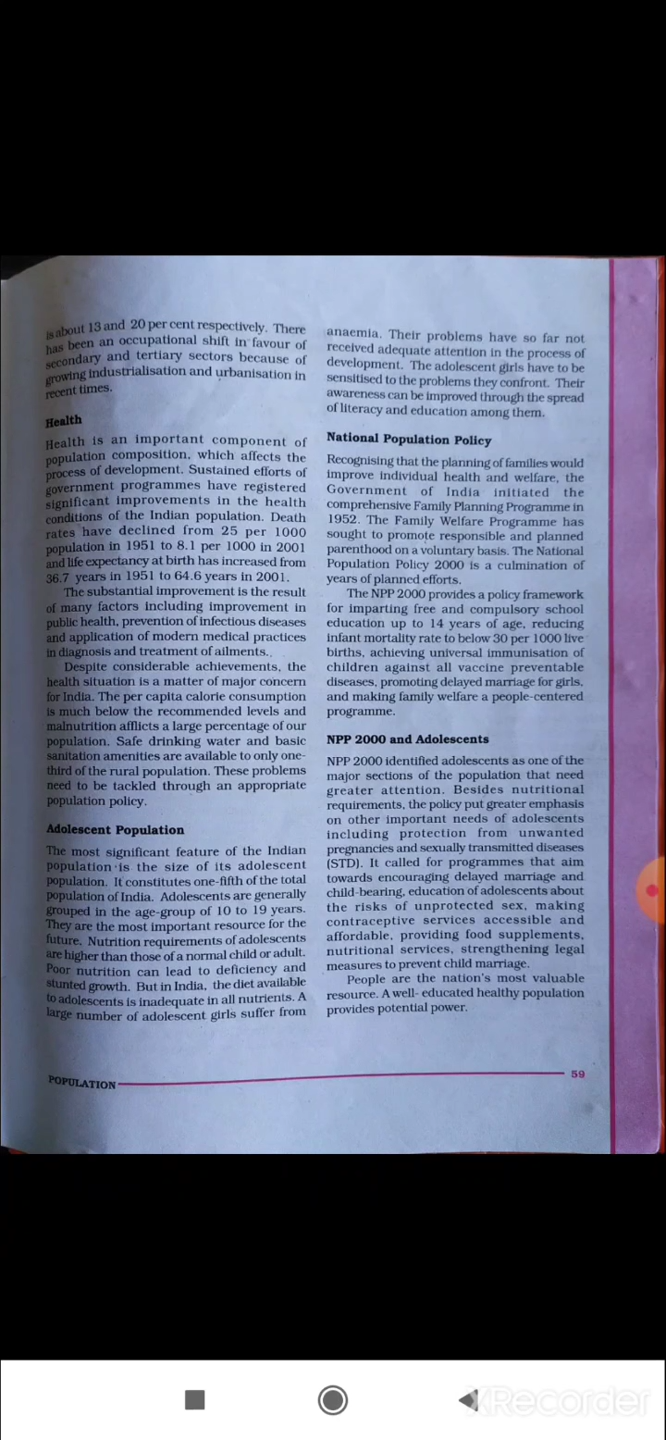 is about 13 and 20 per cent respectively. There
has been an occupational shift in favour of
secondary and tertiary sectors because of
growing industrialisation and urbanisation in
recent times.
Health
Health is an important component of
population composition, which affects the
process of development. Sustained efforts of
government programmes have registered
significant improvements in the health
conditions of the Indian population. Death
rates have declined from 25 per 1000
population in 1951 to 8.1 per 1000 in 2001
and life expectancy at birth has increased from
36.7 years in 1951 to 64.6 years in 2001.
The substantial improvement is the result
of many factors including improvement in
public health, prevention of infectious diseases
and application of modern medical practices
in diagnosis and treatment of ailments.
Despite considerable achievements, the
health situation is a matter of major concern
for India. The per capita calorie consumption
is much below the recommended levels and
malnutrition afflicts a large percentage of our
population. Safe drinking water and basic
sanitation amenities are available to only one-
third of the rural population. These problems
need to be tackled through an appropriate
population policy.
Adolescent Population
The most significant feature of the Indian
population is the size of its adolescent
population. It constitutes one-fifth of the total
population of India. Adolescents are generally
grouped in the age-group of 10 to 19 years.
They are the most important resource for the
future. Nutrition requirements of adolescents
are higher than those of a normal child or adult.
Poor nutrition can lead to deficiency and
stunted growth. But in India, the diet available
to adolescents is inadequate in all nutrients. A
large number of adolescent girls suffer from
anaemia. Their problems have so far not
received adequate attention in the process of
development. The adolescent girls have to be
sensitised to the problems they confront. Their
awareness can be improved through the spread
of literacy and education among them.
National Population Policy
Recognising that the planning of families would
improve individual health and welfare, the
Government of India initiated the
comprehensive Family Planning Programme in
1952. The Family Welfare Programme has
sought to promote responsible and planned
parenthood on a voluntary basis. The National
Population Policy 2000 is a culmination of
years of planned efforts.
The NPP 2000 provides a policy framework
for imparting free and compulsory school
education up to 14 years of age, reducing
infant mortality rate to below 30 per 1000 live
births, achieving universal immunisation of
children against all vaccine preventable
diseases, promoting delayed marriage for girls,
and making family welfare a people-centered
programme.
NPP 2000 and Adolescents
NPP 2000 identified adolescents as one of the
major sections of the population that need
greater attention. Besides nutritional
requirements, the policy put greater emphasis
on other important needs of adolescents
including protection from unwanted
pregnancies and sexually transmitted diseases
(STD). It called for programmes that aim
towards encouraging delayed marriage and
child-bearing, education of adolescents about
the risks of unprotected sex, making
contraceptive services accessible and
affordable, providing food supplements,
nutritional services, strengthening legal
measures to prevent child marriage.
People are the nation's most valuable
resource. A well- educated healthy population
provides potential power.
POPULATION
59
XRecorder